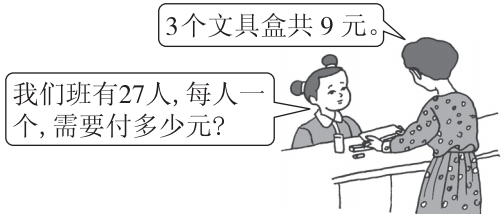 3个文具盒共 9 元。
我们班有27人, 每人一
个, 需要付多少元?